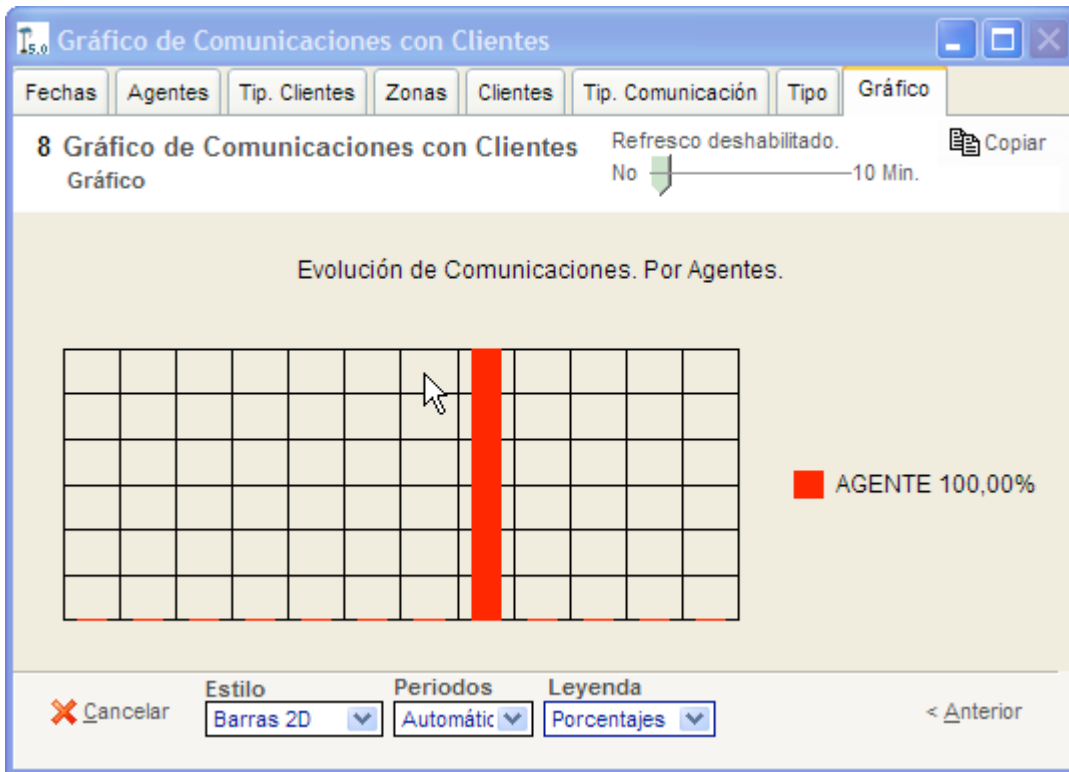 5.0 Gráfico de Comunicaciones con Clientes
Fechas Agentes Tip. Clientes Zonas Clientes Tip. Comunicación Tipo Gráfico
8 Gráfico de Comunicaciones con Clientes
Gráfico
Refresco deshabilitado.
No 10 Min.
Copiar
Evolución de Comunicaciones. Por Agentes.
AGENTE 100,00%
Cancelar
Estilo
Barras 2D
Periodos
Automátic
Leyenda
Porcentajes
< Anterior